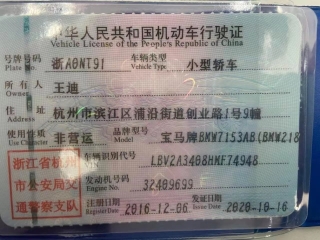 中华人民共和国机动车行驶证
Vehicle License of the People's Republic of China
号牌号码 浙A0NT91 车辆类型 小型轿车
Plate No. Vehicle Type
所有人 王迪
Owner
住址 杭州市滨江区浦沿街道创业路1号9幢
Address
使用性质 非营运 品牌型号 宝马牌BMW7153AB(BMW218
Use Character Model
浙江省杭州
市公安局交
通警察支队
车辆识别代号 LBV2A3408HMF74948
VIN
发动机号码 32409699
Engine No.
注册日期 2016-12-06 发证日期 2020-10-16
Register Date Issue Date